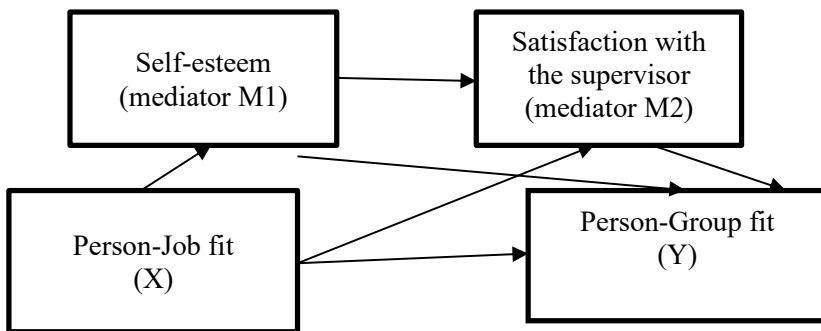 Self-esteem
(mediator M1)
Satisfaction with
the supervisor
(mediator M2)
Person-Job fit
(X)
Person-Group fit
(Y)